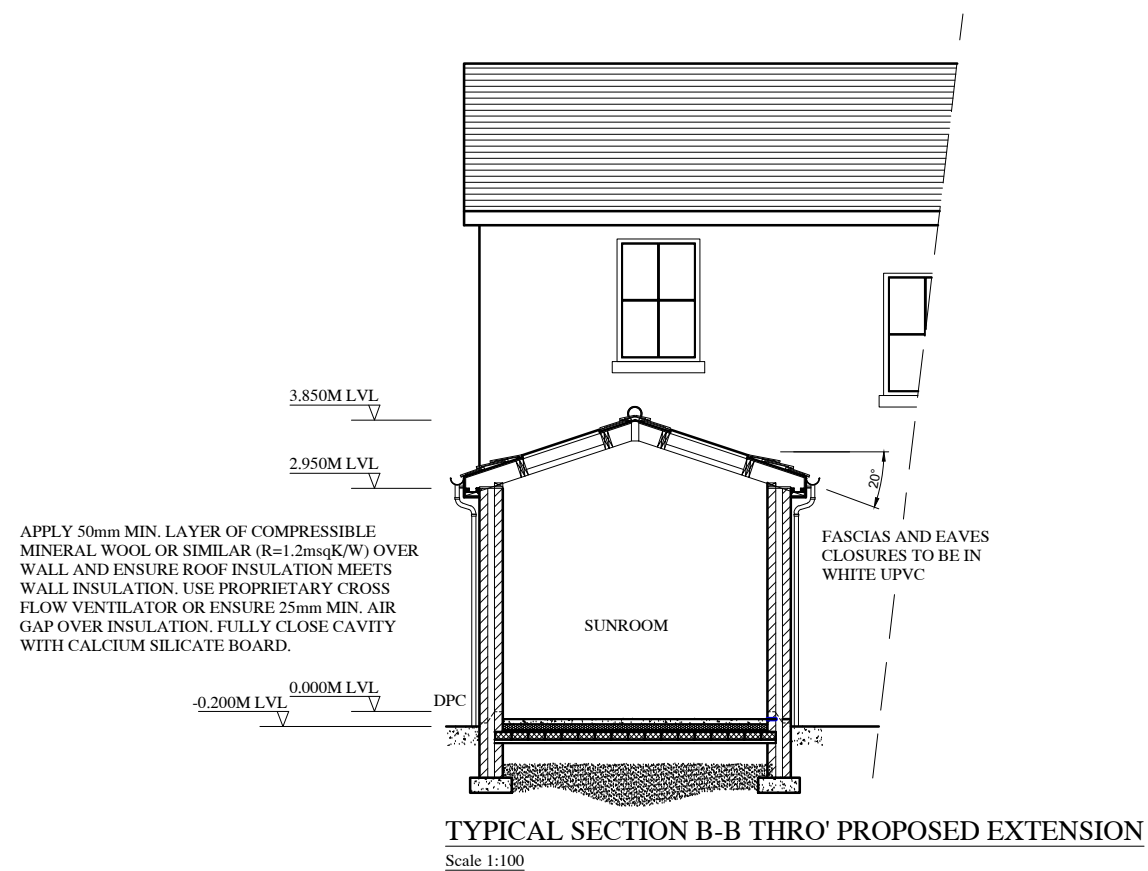 3.850M LVL
2.950M LVL
20°
APPLY 50mm MIN. LAYER OF COMPRESSIBLE
MINERAL WOOL OR SIMILAR (R=1.2msqK/W) OVER
WALL AND ENSURE ROOF INSULATION MEETS
WALL INSULATION. USE PROPRIETARY CROSS
FLOW VENTILATOR OR ENSURE 25mm MIN. AIR
GAP OVER INSULATION. FULLY CLOSE CAVITY
WITH CALCIUM SILICATE BOARD.
FASCIAS AND EAVES
CLOSURES TO BE IN
WHITE UPVC
SUNROOM
0.000M LVL
-0.200M LVL
DPC
TYPICAL SECTION B-B THRO' PROPOSED EXTENSION
Scale 1:100